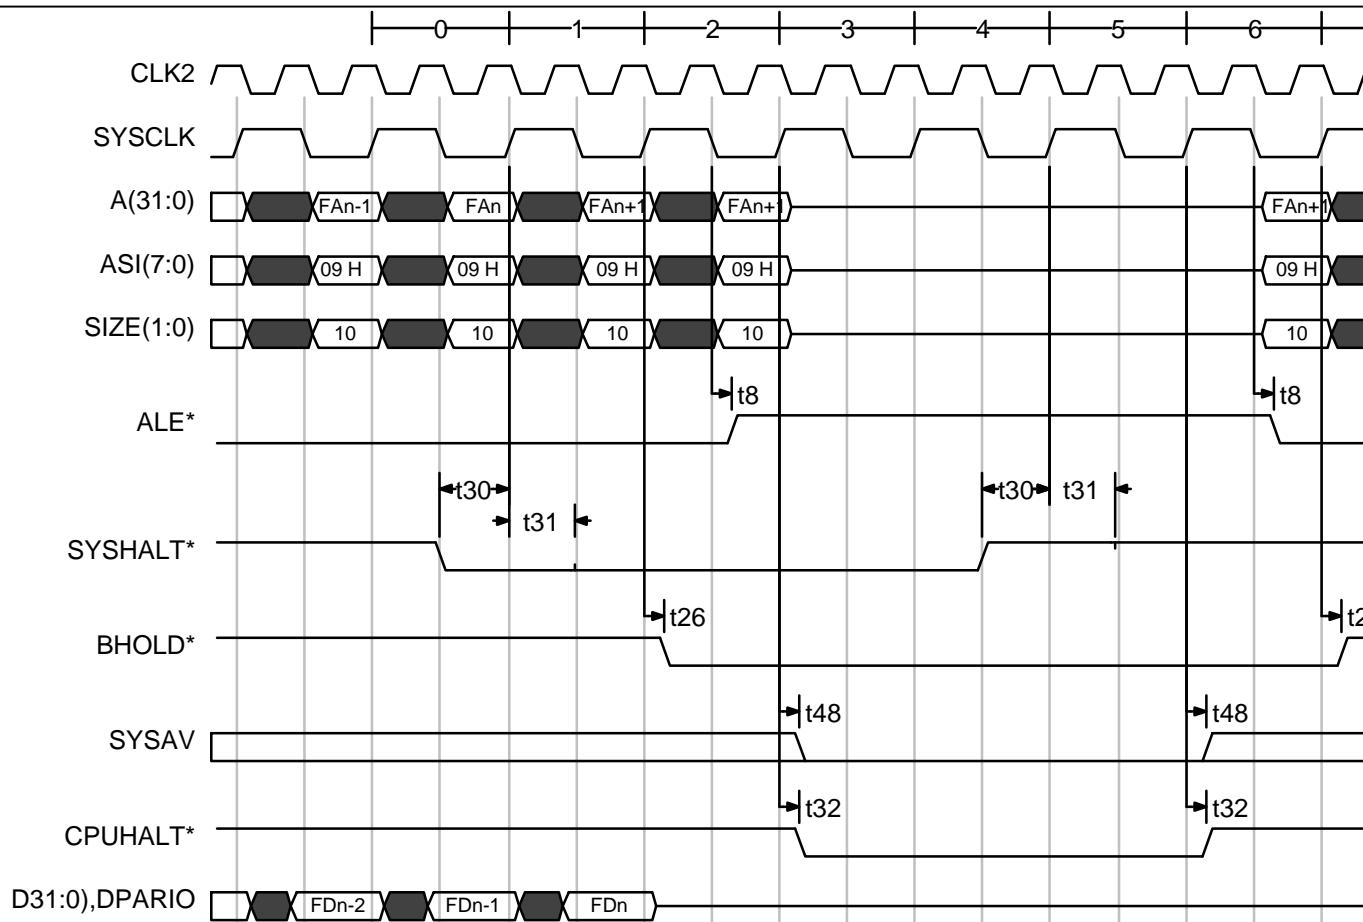 0 1 2 3 4 5 6
CLK2
SYSCLK
A(31:0) FAn-1 FAn FAn+1 FAn+1 FAn+1
ASI(7:0) 09 H 09 H 09 H 09 H 09 H
SIZE(1:0) 10 10 10 10 10
t8 t8
ALE*
t30 t30 t31
t31
SYSHALT*
t26 t2
BHOLD*
t48 t48
SYSAV
t32 t32
CPUHALT*
D31:0),DPARIO FDn-2 FDn-1 FDn